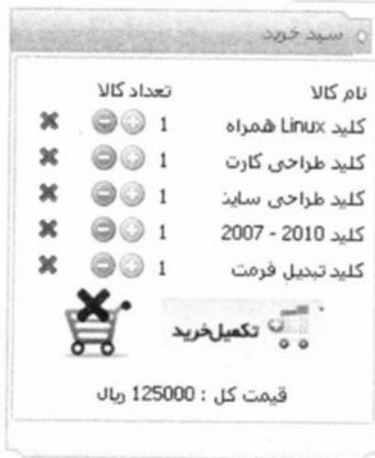 سبد خرید
نام کالا تعداد کالا
کلید Linux همراه 1
کلید طراحی کارت 1
کلید طراحی سایت 1
کلید 2010 - 2007 1
کلید تبدیل فرمت 1
تکمیل‌خرید
قیمت کل : 125000 ریال